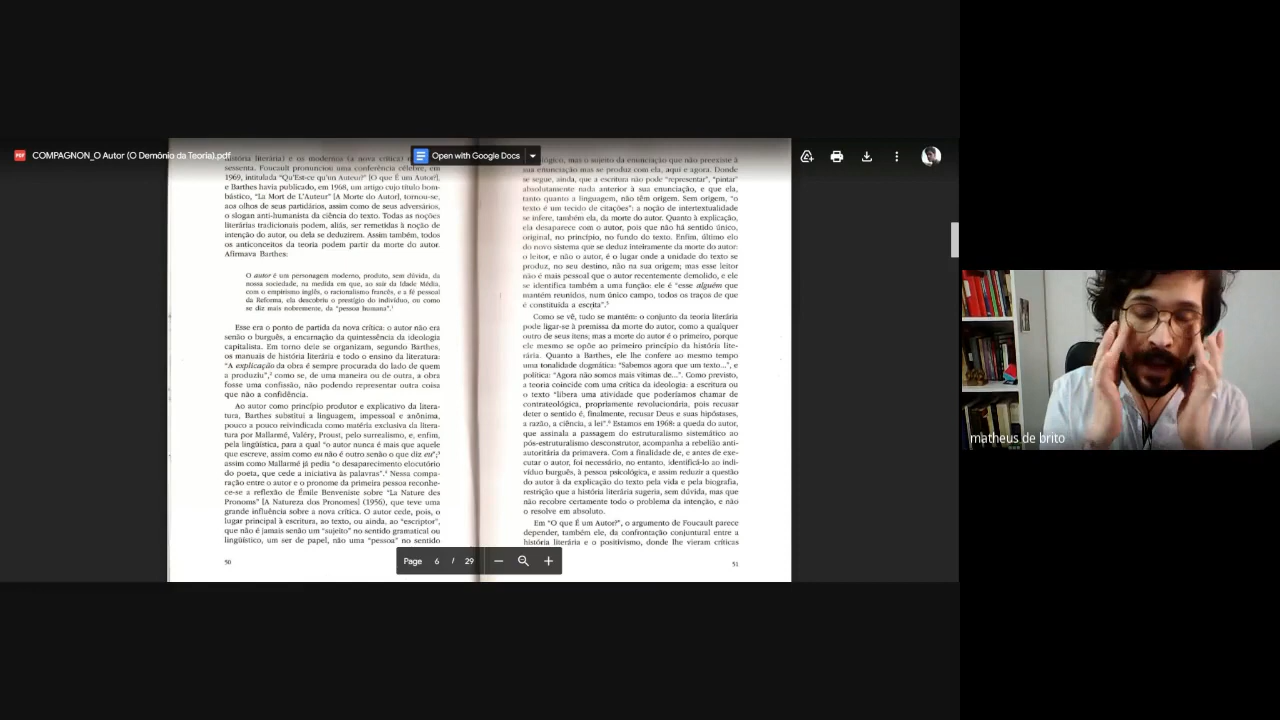 COMPAGNON_O Autor (O Demônio da Teoria).pdf
Open with Google Docs
história literária) e os modernos (a nova crítica)
sessenta. Foucault pronunciou uma conferência célebre, em
1969, intitulada "Qu'Est-ce qu'un Auteur?" [O que É um Autor?],
e Barthes havia publicado, em 1968, um artigo cujo título bom-
bástico, "La Mort de L'Auteur" [A Morte do Autor], tornou-se,
aos olhos de seus partidários, assim como de seus adversários,
o slogan anti-humanista da ciência do texto. Todas as noções
literárias tradicionais podem, aliás, ser remetidas à noção de
intenção do autor, ou dela se deduzirem. Assim também, todos
os anticonceitos da teoria podem partir da morte do autor.
Afirmava Barthes:
O autor é um personagem moderno, produto, sem dúvida, da
nossa sociedade, na medida em que, ao sair da Idade Média,
com o empirismo inglês, o racionalismo francês, e a fé pessoal
da Reforma, ela descobriu o prestígio do indivíduo, ou como
se diz mais nobremente, da "pessoa humana".¹
Esse era o ponto de partida da nova crítica: o autor não era
senão o burguês, a encarnação da quintessência da ideologia
capitalista. Em torno dele se organizam, segundo Barthes,
os manuais de história literária e todo o ensino da literatura:
"A explicação da obra é sempre procurada do lado de quem
a produziu",² como se, de uma maneira ou de outra, a obra
fosse uma confissão, não podendo representar outra coisa
que não a confidência.
Ao autor como princípio produtor e explicativo da litera-
tura, Barthes substitui a linguagem, impessoal e anônima,
pouco a pouco reivindicada como matéria exclusiva da litera-
tura por Mallarmé, Valéry, Proust, pelo surrealismo, e, enfim,
pela lingüística, para a qual "o autor nunca é mais que aquele
que escreve, assim como eu não é outro senão o que diz eu";³
assim como Mallarmé já pedia "o desaparecimento elocutório
do poeta, que cede a iniciativa às palavras".⁴ Nessa compa-
ração entre o autor e o pronome da primeira pessoa reconhe-
ce-se a reflexão de Émile Benveniste sobre "La Nature des
Pronoms" [A Natureza dos Pronomes] (1956), que teve uma
grande influência sobre a nova crítica. O autor cede, pois, o
lugar principal à escritura, ao texto, ou ainda, ao "escriptor",
que não é jamais senão um "sujeito" no sentido gramatical ou
lingüístico, um ser de papel, não uma "pessoa" no sentido
50
lógico, mas o sujeito da enunciação que não preexiste à
sua enunciação mas se produz com ela, aqui e agora. Donde
se segue, ainda, que a escritura não pode "representar", "pintar"
absolutamente nada anterior à sua enunciação, e que ela,
tanto quanto a linguagem, não têm origem. Sem origem, "o
texto é um tecido de citações": a noção de intertextualidade
se infere, também ela, da morte do autor. Quanto à explicação,
ela desaparece com o autor, pois que não há sentido único,
original, no princípio, no fundo do texto. Enfim, último elo
do novo sistema que se deduz inteiramente da morte do autor:
o leitor, e não o autor, é o lugar onde a unidade do texto se
produz, no seu destino, não na sua origem; mas esse leitor
não é mais pessoal que o autor recentemente demolido, e ele
se identifica também a uma função: ele é "esse alguém que
mantém reunidos, num único campo, todos os traços de que
é constituída a escrita".⁵
Como se vê, tudo se mantém: o conjunto da teoria literária
pode ligar-se à premissa da morte do autor, como a qualquer
outro de seus itens; mas a morte do autor é o primeiro, porque
ele mesmo se opõe ao primeiro princípio da história lite-
rária. Quanto a Barthes, ele lhe confere ao mesmo tempo
uma tonalidade dogmática: "Sabemos agora que um texto...", e
política: "Agora não somos mais vítimas de...". Como previsto,
a teoria coincide com uma crítica da ideologia: a escritura ou
o texto "libera uma atividade que poderíamos chamar de
contrateológica, propriamente revolucionária, pois recusar
deter o sentido é, finalmente, recusar Deus e suas hipóstases,
a razão, a ciência, a lei".⁶ Estamos em 1968: a queda do autor,
que assinala a passagem do estruturalismo sistemático ao
pós-estruturalismo desconstrutor, acompanha a rebelião anti-
autoritária da primavera. Com a finalidade de, e antes de exe-
cutar o autor, foi necessário, no entanto, identificá-lo ao indi-
víduo burguês, à pessoa psicológica, e assim reduzir a questão
do autor à da explicação do texto pela vida e pela biografia,
restrição que a história literária sugeria, sem dúvida, mas que
não recobre certamente todo o problema da intenção, e não
o resolve em absoluto.
Em "O que É um Autor?", o argumento de Foucault parece
depender, também ele, da confrontação conjuntural entre a
história literária e o positivismo, donde lhe vieram críticas
51
Page 6 / 29
matheus de brito